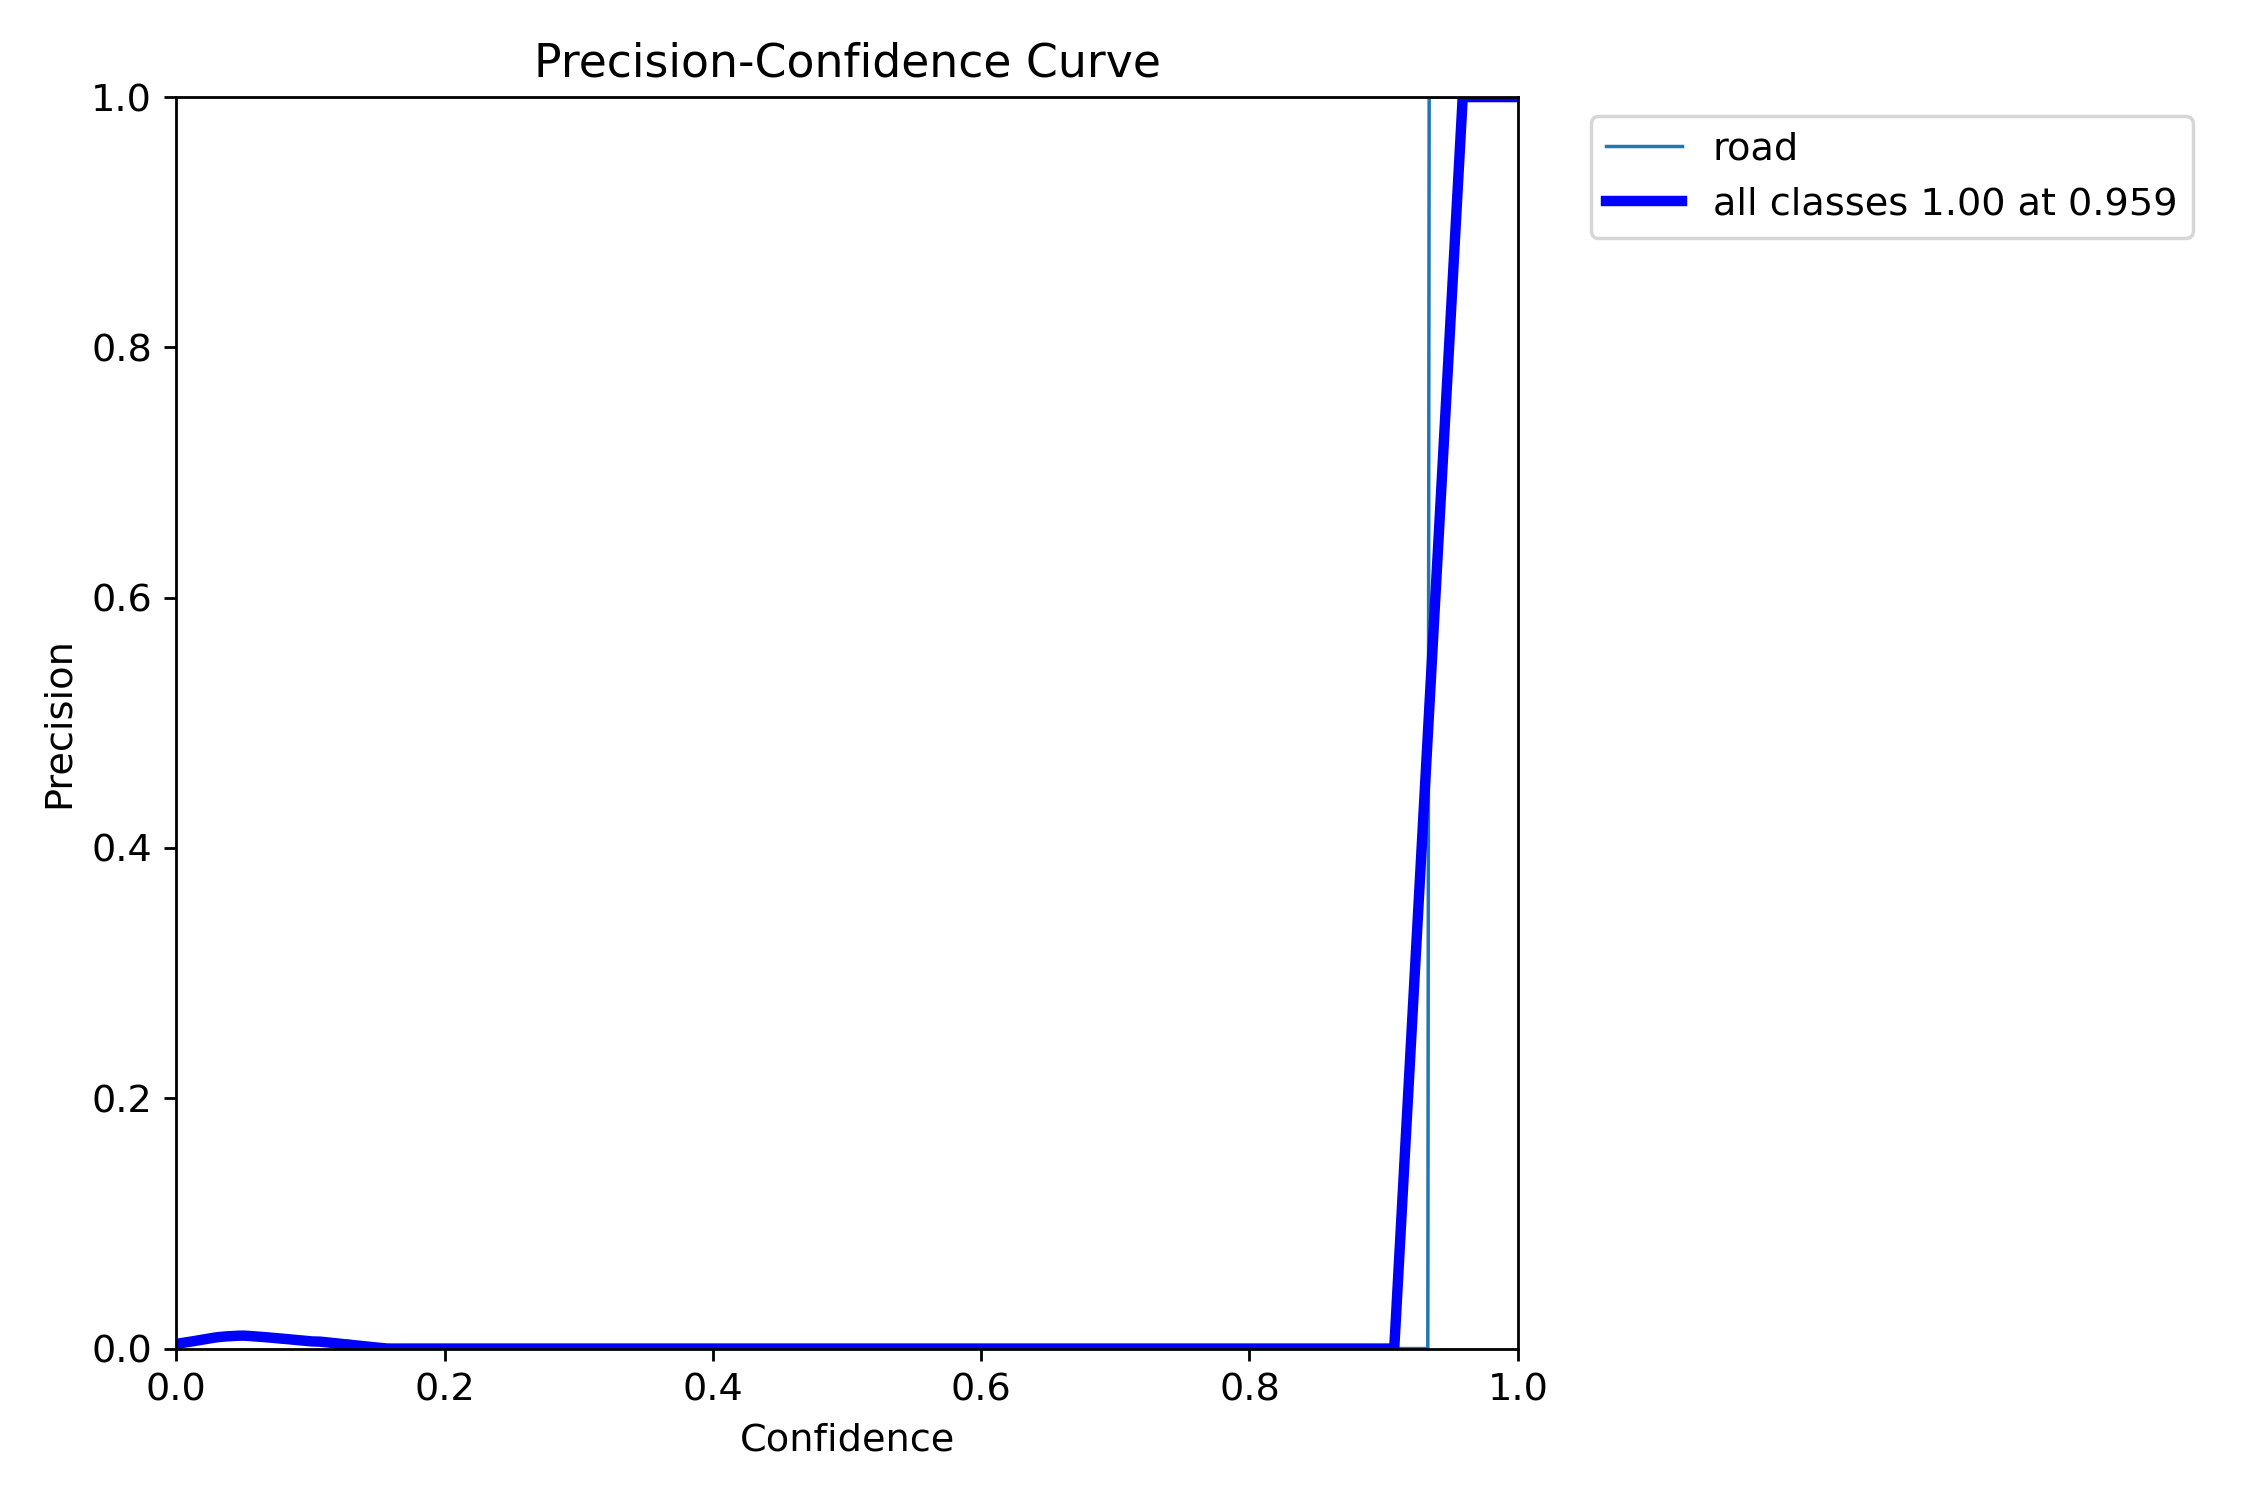 Precision-Confidence Curve
1.0
0.8
0.6
0.4
0.2
0.0
Precision
0.0 0.2 0.4 0.6 0.8 1.0
Confidence
road
all classes 1.00 at 0.959